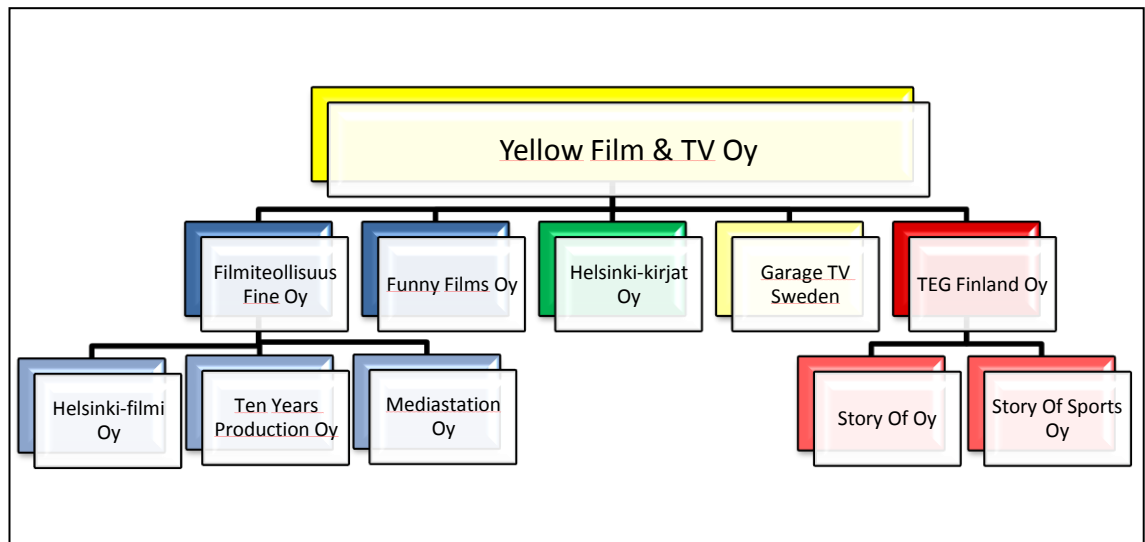 Yellow Film & TV Oy
Filmiteollisuus
Fine Oy
Funny Films Oy
Helsinki-kirjat
Oy
Garage TV
Sweden
TEG Finland Oy
Helsinki-filmi
Oy
Ten Years
Production Oy
Mediastation
Oy
Story Of Oy
Story Of Sports
Oy